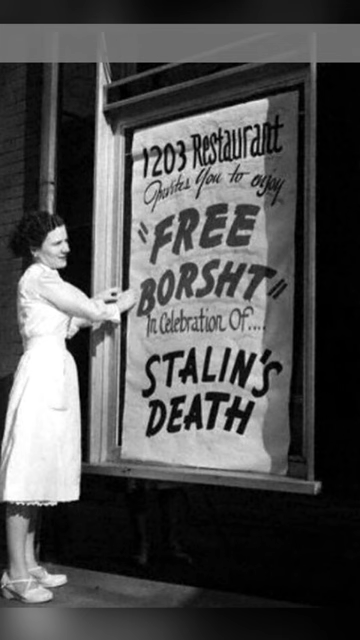 1203 Restaurant
Invites You to enjoy
"FREE
BORSHT"
In Celebration Of....
STALIN'S
DEATH